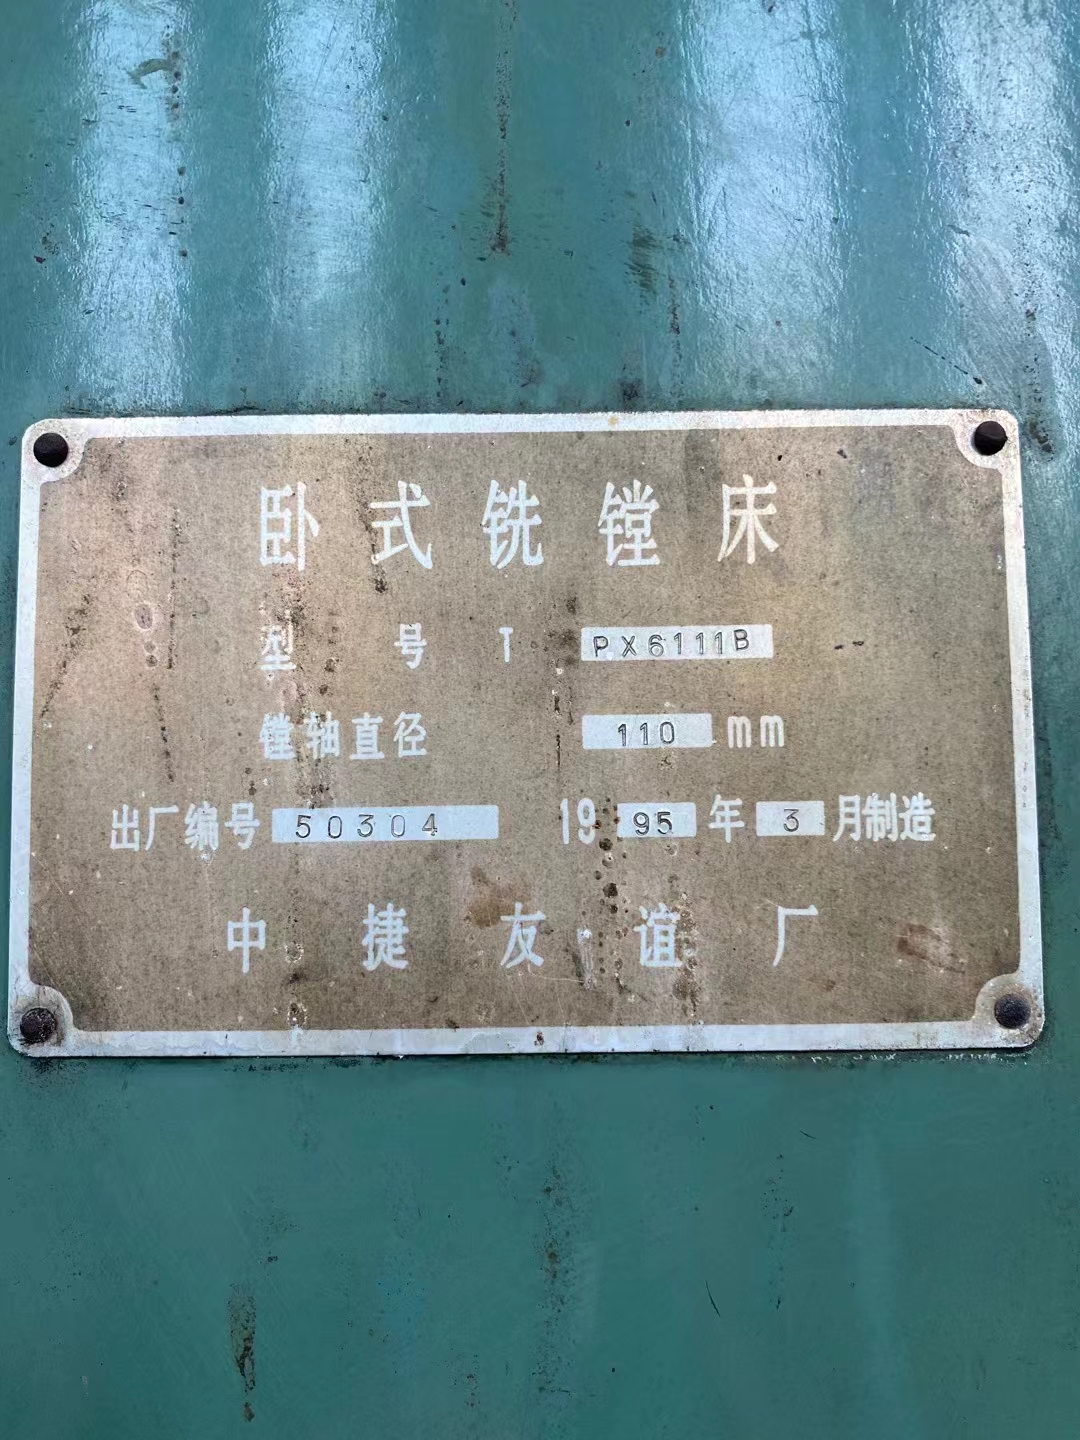 卧式铣镗床
型号 T PX6111B
镗轴直径 110 mm
出厂编号 50304 1995年3月制造
中捷友谊厂